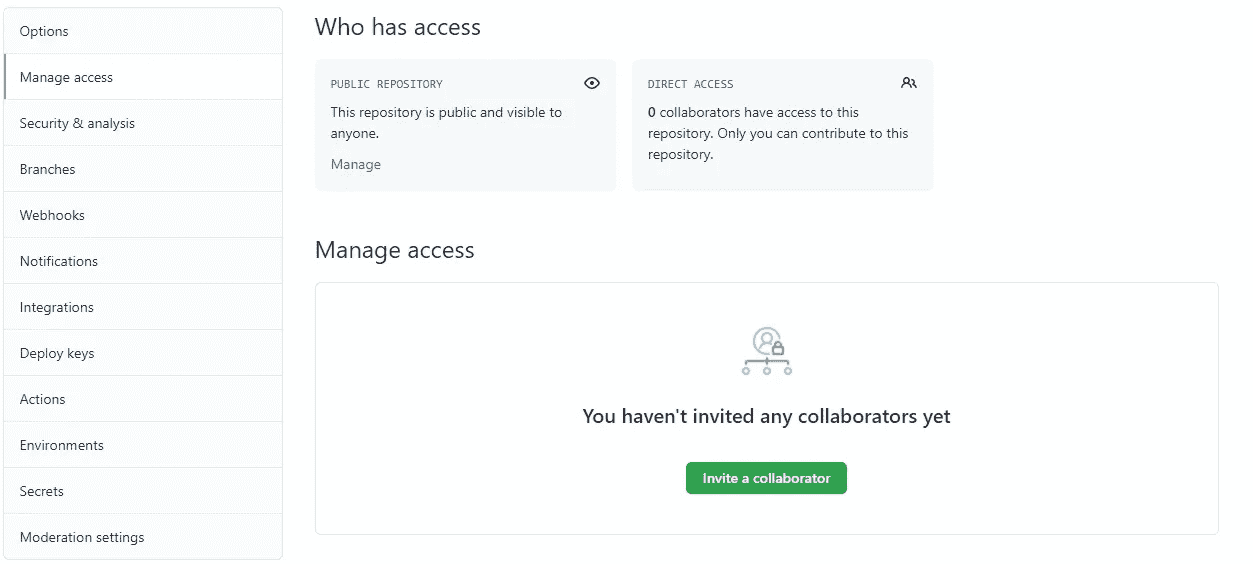 Options
Manage access
Security & analysis
Branches
Webhooks
Notifications
Integrations
Deploy keys
Actions
Environments
Secrets
Moderation settings
Who has access
PUBLIC REPOSITORY
This repository is public and visible to
anyone.
Manage
DIRECT ACCESS
0 collaborators have access to this
repository. Only you can contribute to this
repository.
Manage access
You haven't invited any collaborators yet
Invite a collaborator